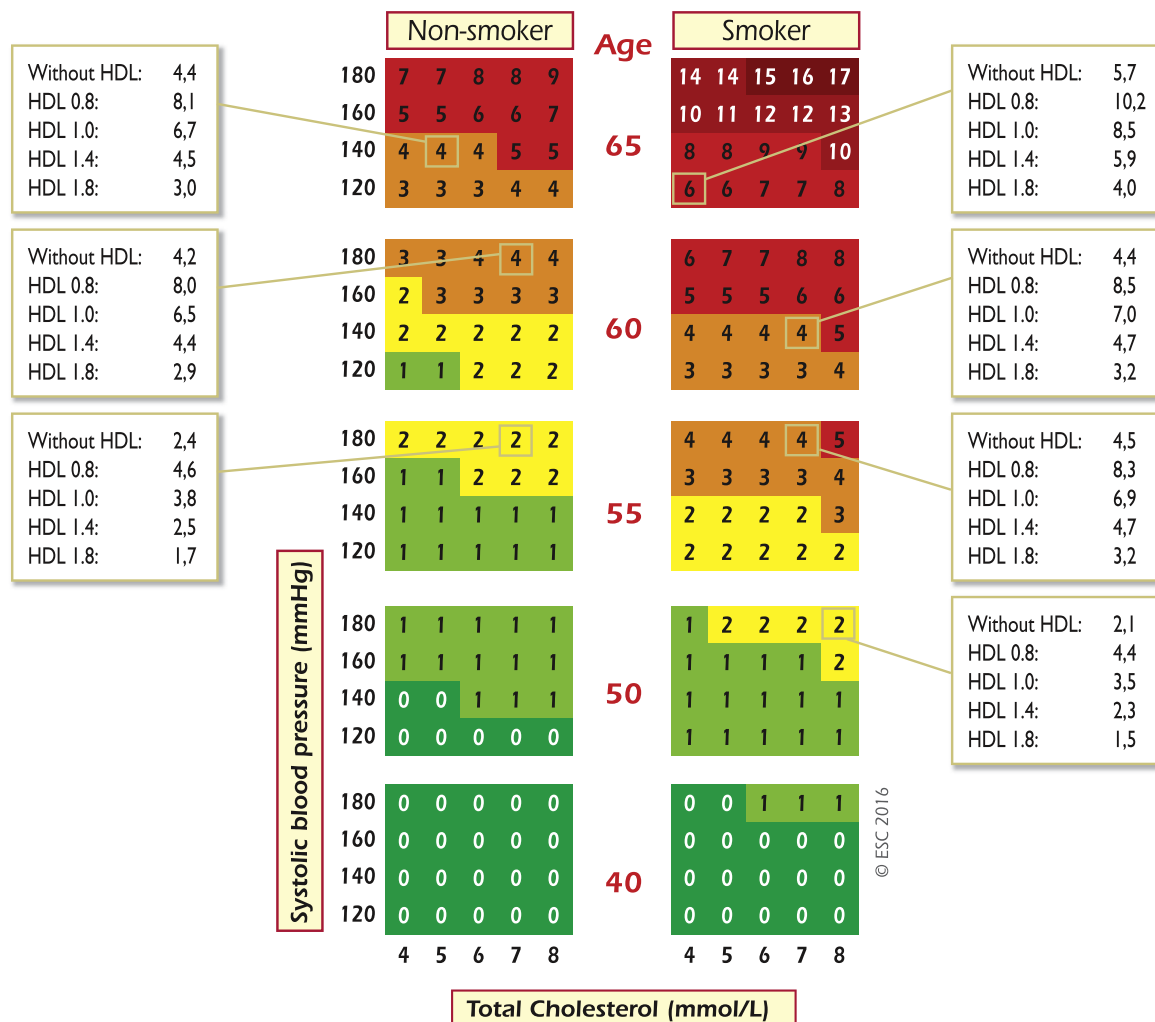 Non-smoker
Age
Smoker
Without HDL: 4,4
HDL 0.8: 8,1
HDL 1.0: 6,7
HDL 1.4: 4,5
HDL 1.8: 3,0
180 7 7 8 8 9
160 5 5 6 6 7
140 4 4 4 5 5
120 3 3 3 4 4
65
14 14 15 16 17
10 11 12 12 13
8 8 9 9 10
6 6 7 7 8
Without HDL: 5,7
HDL 0.8: 10,2
HDL 1.0: 8,5
HDL 1.4: 5,9
HDL 1.8: 4,0
Without HDL: 4,2
HDL 0.8: 8,0
HDL 1.0: 6,5
HDL 1.4: 4,4
HDL 1.8: 2,9
180 3 3 4 4 4
160 2 3 3 3 3
140 2 2 2 2 2
120 1 1 2 2 2
60
6 7 7 8 8
5 5 5 6 6
4 4 4 4 5
3 3 3 3 4
Without HDL: 4,4
HDL 0.8: 8,5
HDL 1.0: 7,0
HDL 1.4: 4,7
HDL 1.8: 3,2
Without HDL: 2,4
HDL 0.8: 4,6
HDL 1.0: 3,8
HDL 1.4: 2,5
HDL 1.8: 1,7
180 2 2 2 2 2
160 1 1 2 2 2
140 1 1 1 1 1
120 1 1 1 1 1
55
4 4 4 4 5
3 3 3 3 4
2 2 2 2 3
2 2 2 2 2
Without HDL: 4,5
HDL 0.8: 8,3
HDL 1.0: 6,9
HDL 1.4: 4,7
HDL 1.8: 3,2
Systolic blood pressure (mmHg)
180 1 1 1 1 1
160 1 1 1 1 1
140 0 0 1 1 1
120 0 0 0 0 0
50
1 2 2 2 2
1 1 1 1 2
1 1 1 1 1
1 1 1 1 1
Without HDL: 2,1
HDL 0.8: 4,4
HDL 1.0: 3,5
HDL 1.4: 2,3
HDL 1.8: 1,5
180 0 0 0 0 0
160 0 0 0 0 0
140 0 0 0 0 0
120 0 0 0 0 0
40
0 0 1 1 1
0 0 0 0 0
0 0 0 0 0
0 0 0 0 0
© ESC 2016
4 5 6 7 8
4 5 6 7 8
Total Cholesterol (mmol/L)